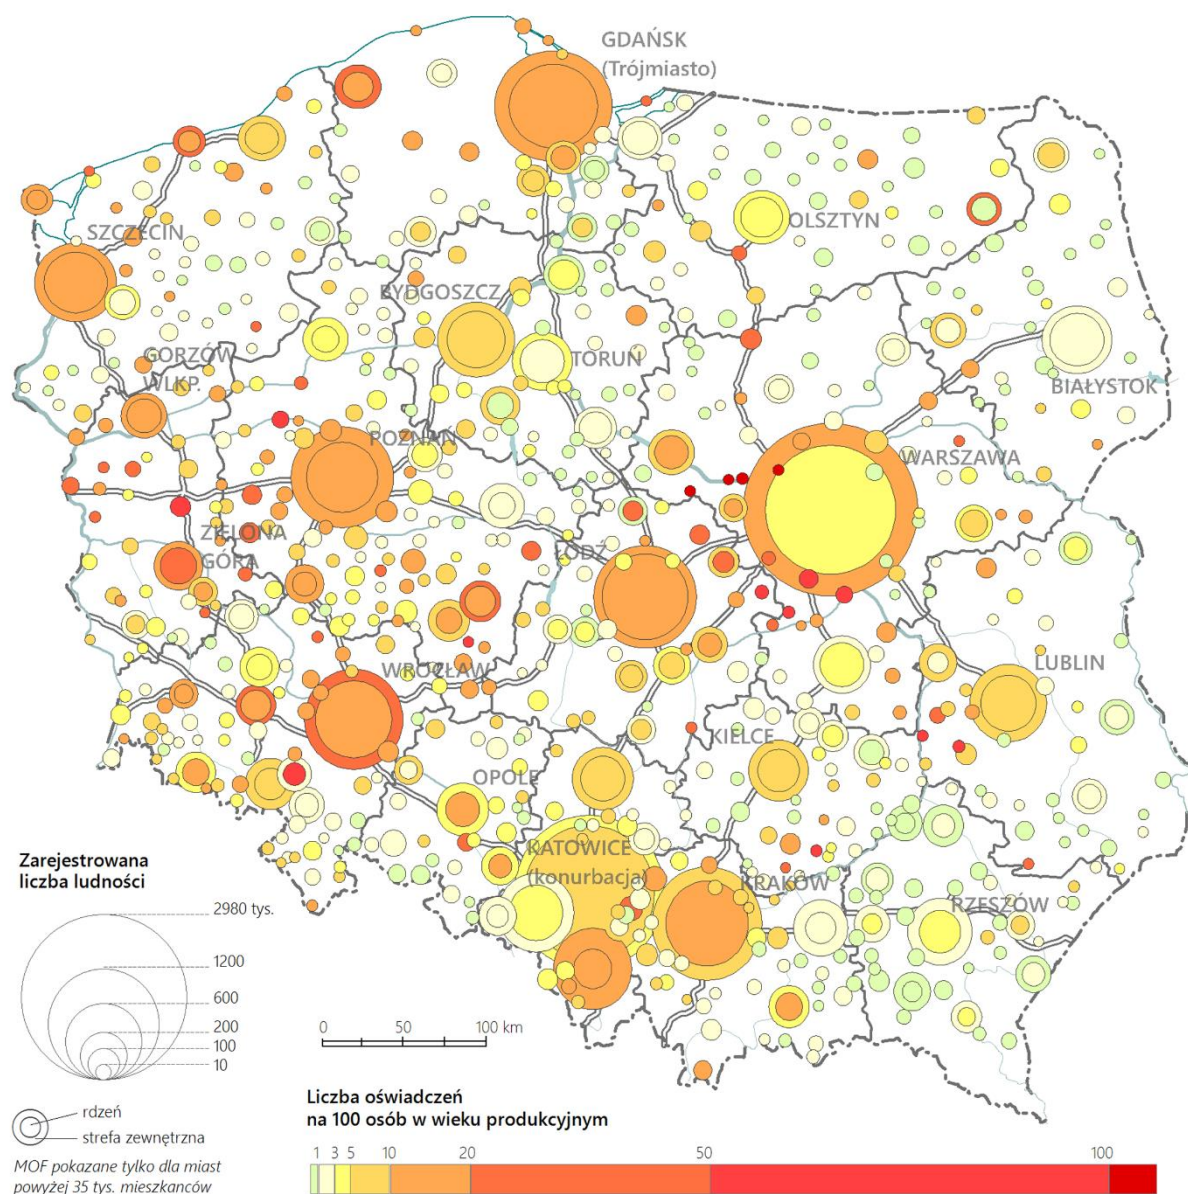 GDAŃSK
(Trójmiasto)
SZCZECIN
OLSZTYN
BYDGOSZCZ
GORZÓW
WLKP.
TORUŃ
BIAŁYSTOK
POZNAŃ
WARSZAWA
ZIELONA
GÓRA
ŁÓDŹ
WROCŁAW
LUBLIN
KIELCE
OPOLE
KATOWICE
(konurbacja)
KRAKÓW
RZESZÓW
Zarejestrowana
liczba ludności
2980 tys.
1200
600
200
100
10
0 50 100 km
rdzeń
strefa zewnętrzna
MOF pokazane tylko dla miast
powyżej 35 tys. mieszkańców
Liczba oświadczeń
na 100 osób w wieku produkcyjnym
1 3 5 10 20 50 100